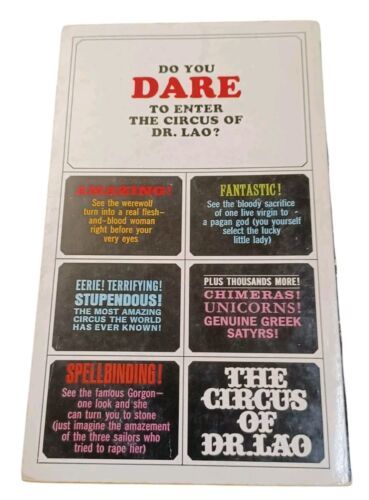 DO YOU
DARE
TO ENTER
THE CIRCUS OF
DR. LAO?
AMAZING!
See the werewolf
turn into a real flesh–
and–blood woman
right before your
very eyes
FANTASTIC!
See the bloody sacrifice
of one live virgin to
a pagan god (you yourself
select the lucky
little lady)
EERIE! TERRIFYING!
STUPENDOUS!
THE MOST AMAZING
CIRCUS THE WORLD
HAS EVER KNOWN!
PLUS THOUSANDS MORE!
CHIMERAS!
UNICORNS!
GENUINE GREEK
SATYRS!
SPELLBINDING!
See the famous Gorgon—
one look and she
can turn you to stone
(just imagine the amazement
of the three sailors who
tried to rape her)
THE
CIRCUS
OF
DR. LAO